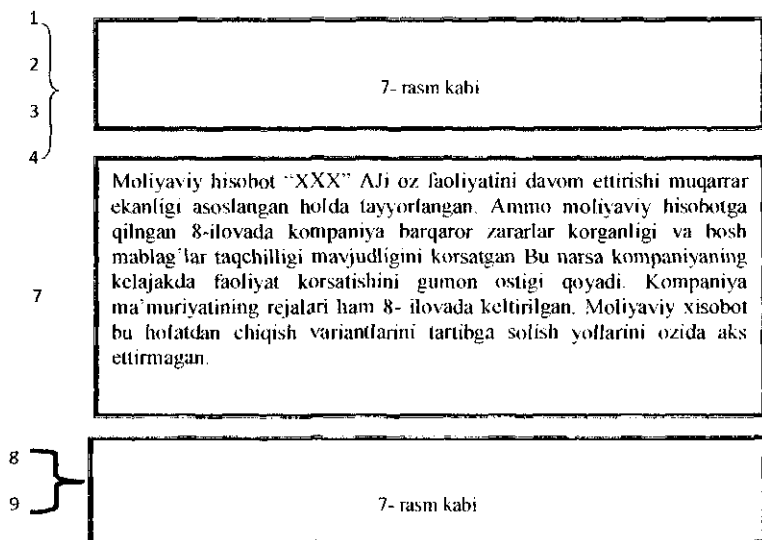 1
2
3
4
7- rasm kabi
Moliyaviy hisobot “XXX” AJi oz faoliyatini davom ettirishi muqarrar
ekanligi asoslangan holda tayyorlangan. Ammo moliyaviy hisobotga
qilngan 8-ilovada kompaniya barqaror zararlar korganligi va bosh
mablag’lar taqchilligi mavjudligini korsatgan Bu narsa kompaniyaning
kelajakda faoliyat korsatishini gumon ostigi qoyadi. Kompaniya
ma’muriyatining rejalari ham 8- ilovada keltirilgan. Moliyaviy xisobot
bu holatdan chiqish variantlarini tartibga solish yollarini ozida aks
ettirmagan.
7
8
9
7- rasm kabi